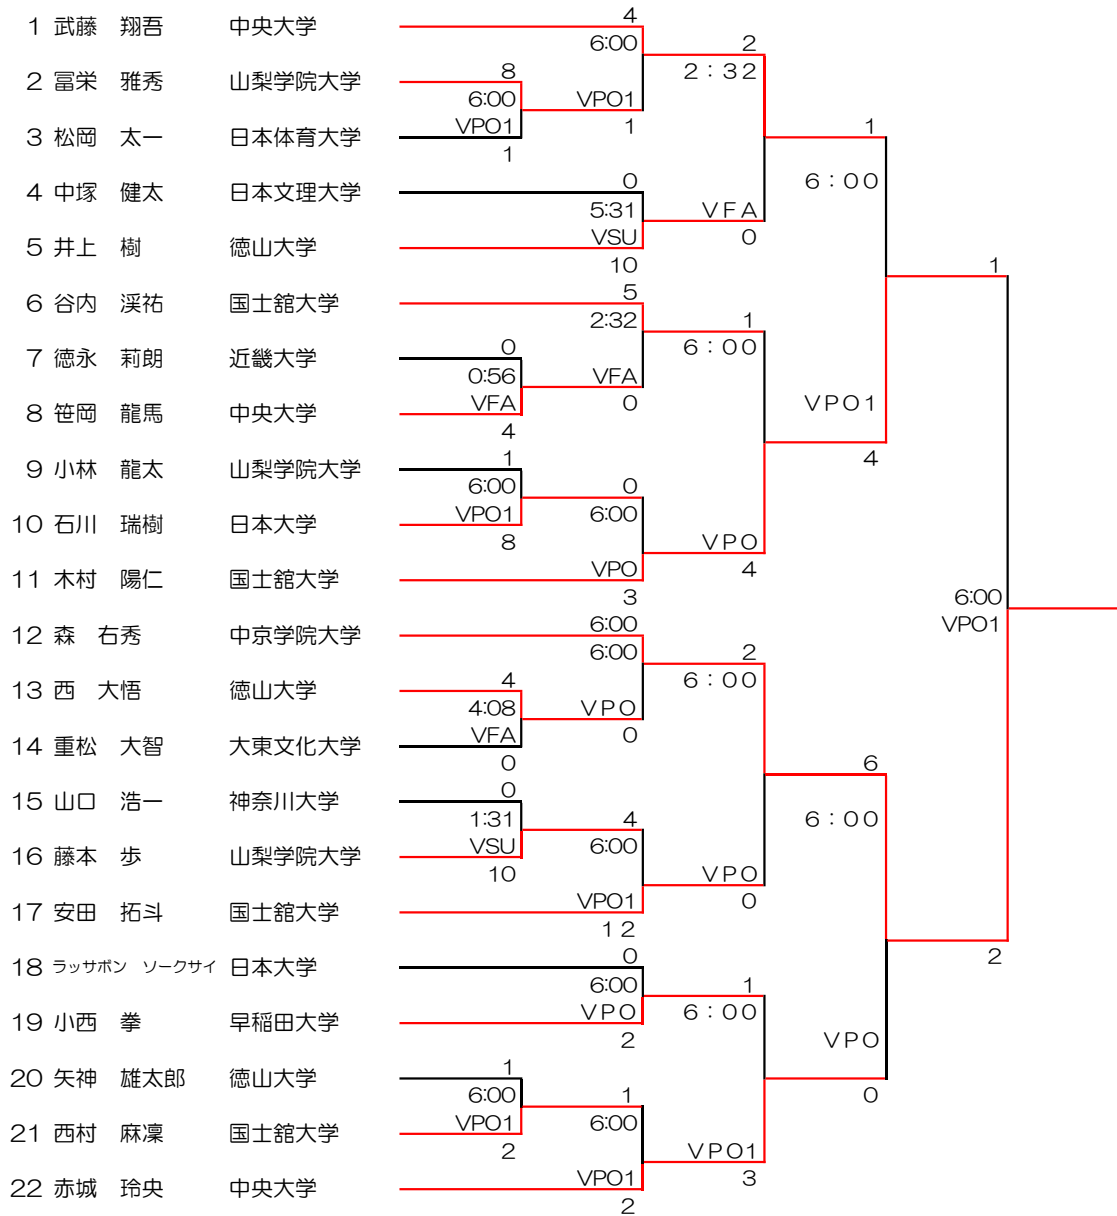 1 武藤 翔吾 中央大学
4
6:00
2
2:32
2 冨栄 雅秀 山梨学院大学
8
6:00
VPO1
VPO1
1
3 松岡 太一 日本体育大学
1
1
6:00
4 中塚 健太 日本文理大学
0
5:31
VFA
0
5 井上 樹 徳山大学
VSU
10
1
6 谷内 渓祐 国士舘大学
5
2:32
1
6:00
7 徳永 莉朗 近畿大学
0
0:56
VFA
VFA
0
8 笹岡 龍馬 中央大学
4
VPO1
4
9 小林 龍太 山梨学院大学
1
6:00
VPO1
0
6:00
10 石川 瑞樹 日本大学
8
VPO
4
11 木村 陽仁 国士舘大学
VPO
3
6:00
VPO1
12 森 右秀 中京学院大学
6:00
6:00
2
6:00
13 西 大悟 徳山大学
4
4:08
VFA
VPO
0
14 重松 大智 大東文化大学
0
6
6:00
15 山口 浩一 神奈川大学
0
1:31
VSU
4
6:00
16 藤本 歩 山梨学院大学
10
VPO
0
17 安田 拓斗 国士舘大学
VPO1
12
2
18 ラッサボン ソークサイ 日本大学
0
6:00
1
6:00
19 小西 拳 早稲田大学
VPO
2
VPO
0
20 矢神 雄太郎 徳山大学
1
6:00
VPO1
1
6:00
21 西村 麻凜 国士舘大学
2
VPO1
3
22 赤城 玲央 中央大学
VPO1
2